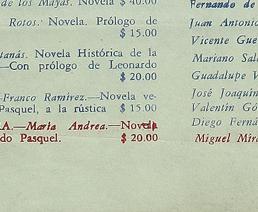 de los Mayas. Novela $ 40.00
Rotos. Novela. Prólogo de
$ 15.00
tanás. Novela Histórica de la
—Con prólogo de Leonardo
$ 20.00
-Franco Ramírez.—Novela ve-
Pasquel, a la rústica $ 15.00
.A.—María Andrea.—Novela
do Pasquel. $ 20.00
Fernando de
Juan Antonio
Vicente Gue
Mariano Sal
Guadalupe V
José Joaquín
Valentín Gó
Diego Ferná
Miguel Mir